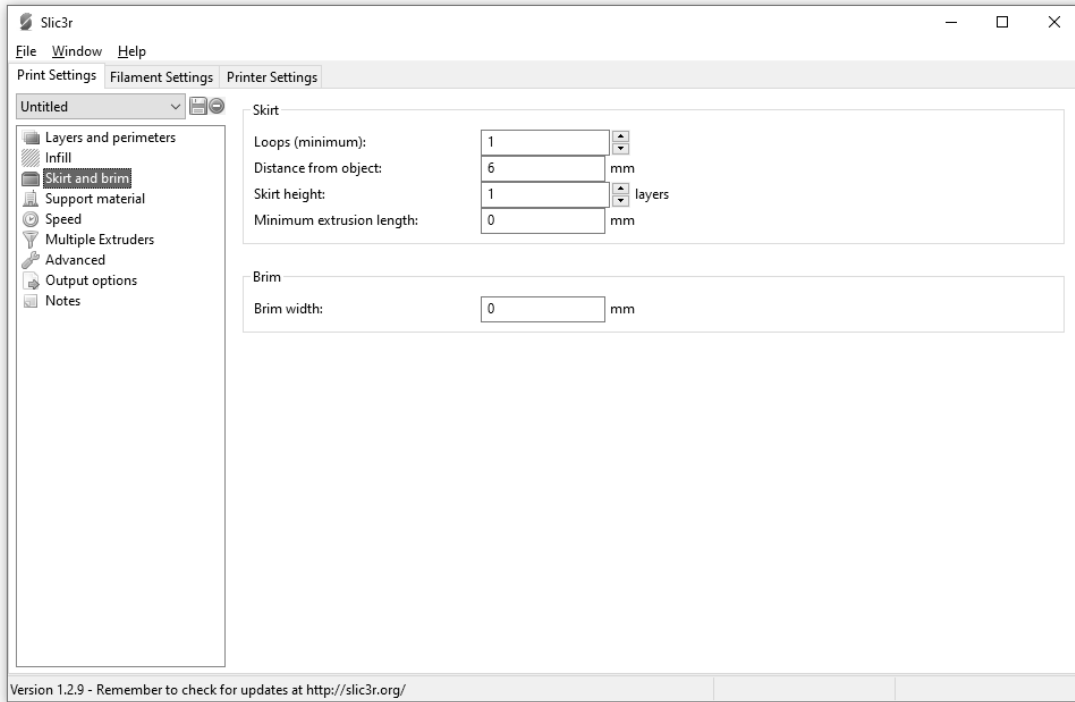 Slic3r
File Window Help
Print Settings Filament Settings Printer Settings
Untitled
Layers and perimeters
Infill
Skirt and brim
Support material
Speed
Multiple Extruders
Advanced
Output options
Notes
Skirt
Loops (minimum): 1
Distance from object: 6 mm
Skirt height: 1 layers
Minimum extrusion length: 0 mm
Brim
Brim width: 0 mm
Version 1.2.9 - Remember to check for updates at http://slic3r.org/